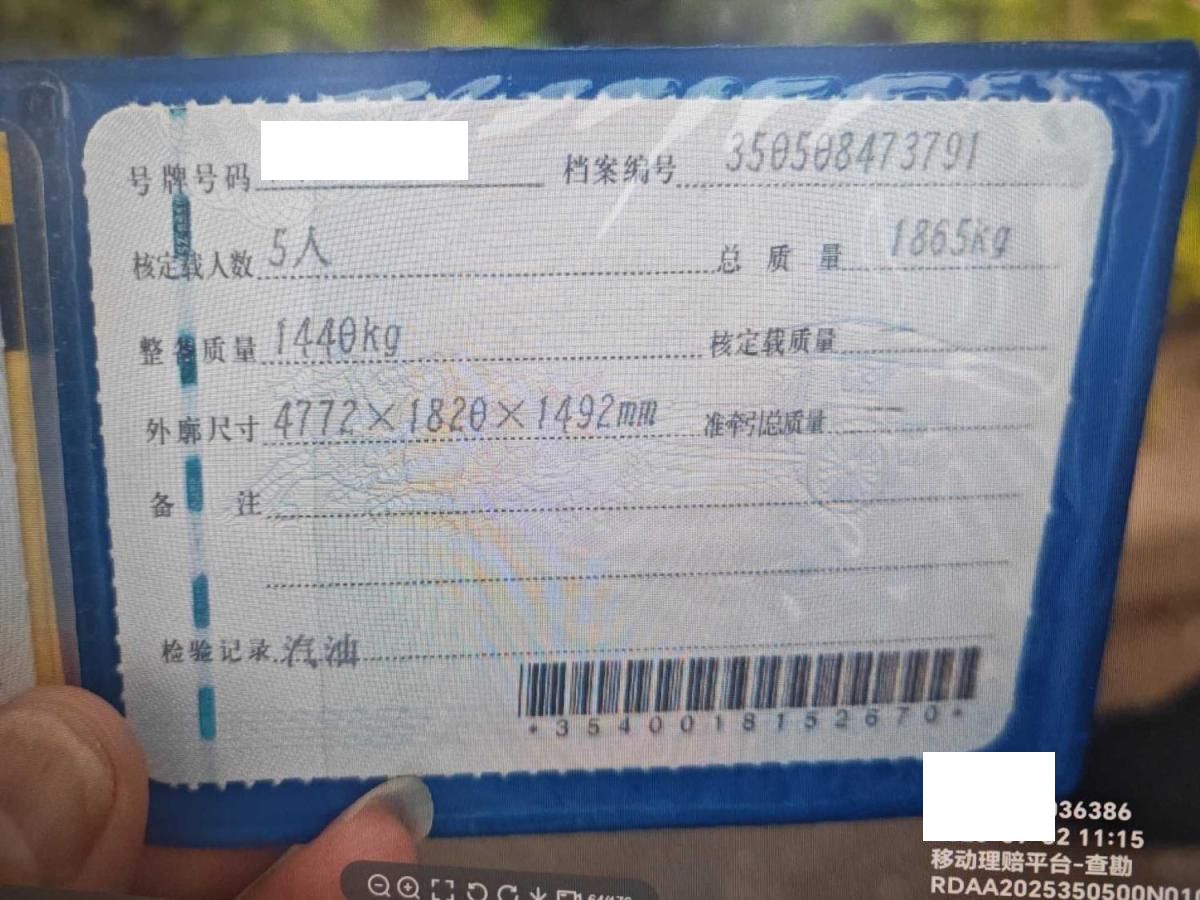 号牌号码 档案编号 350508473791
核定载人数 5人 总质量 1865kg
整备质量 1440kg 核定载质量
外廓尺寸 4772×1820×1492mm 准牵引总质量 --
备注
检验记录 汽油
*3540018152670*
036386
02 11:15
移动理赔平台-查勘
RDAA2025350500N01